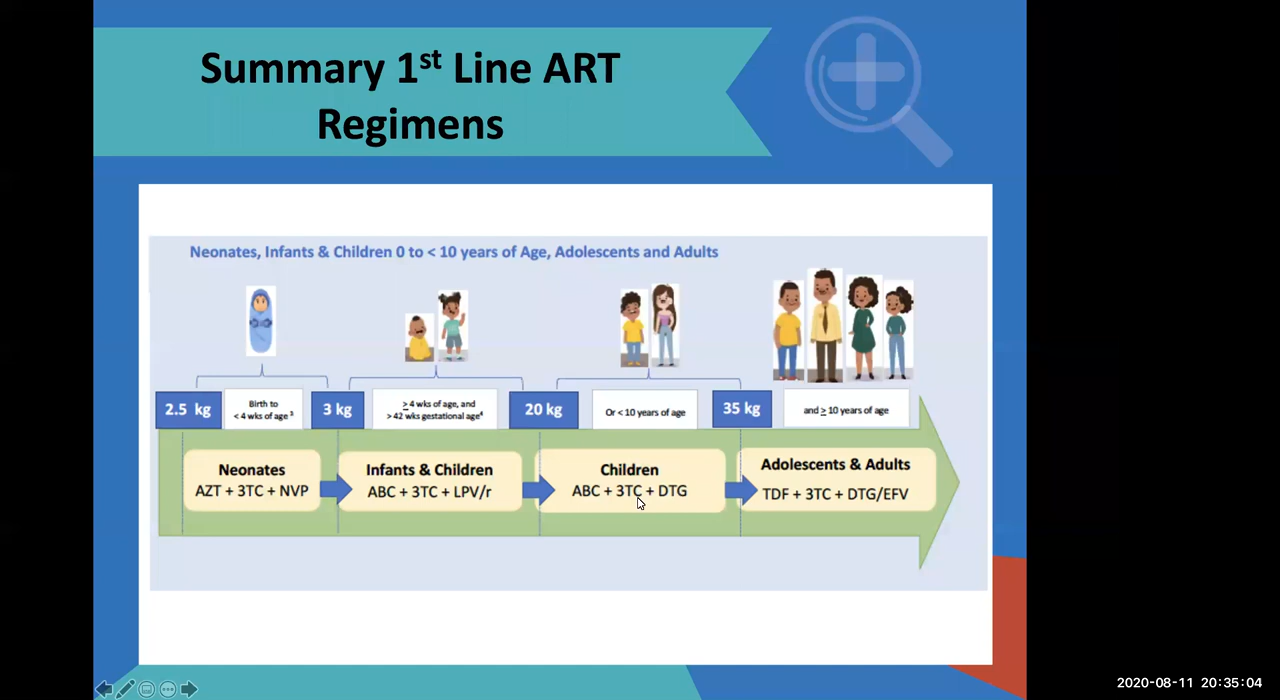 Summary 1st Line ART
Regimens
Neonates, Infants & Children 0 to < 10 years of Age, Adolescents and Adults
2.5 kg
Birth to
< 4 wks of age 3
3 kg
≥ 4 wks of age, and
> 42 wks gestational age4
20 kg
Or < 10 years of age
35 kg
and ≥ 10 years of age
Neonates
AZT + 3TC + NVP
Infants & Children
ABC + 3TC + LPV/r
Children
ABC + 3TC + DTG
Adolescents & Adults
TDF + 3TC + DTG/EFV
2020-08-11 20:35:04